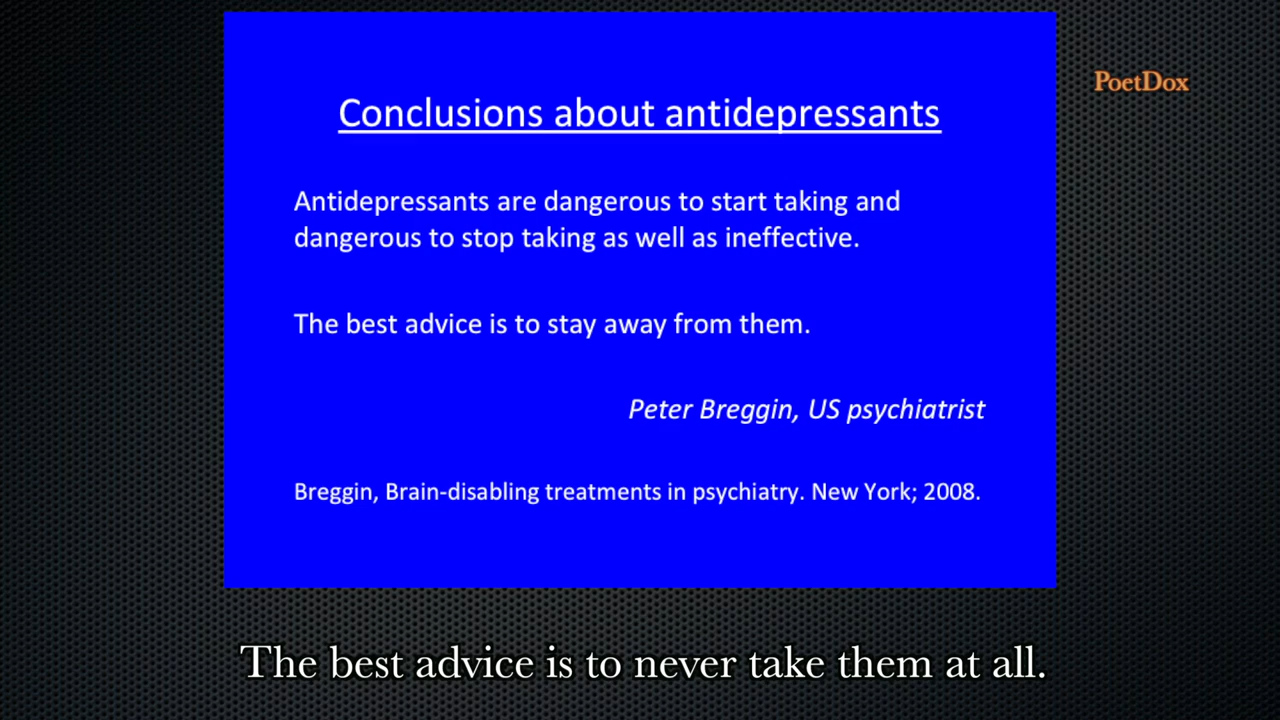 PoetDox
Conclusions about antidepressants
Antidepressants are dangerous to start taking and
dangerous to stop taking as well as ineffective.
The best advice is to stay away from them.
Peter Breggin, US psychiatrist
Breggin, Brain-disabling treatments in psychiatry. New York; 2008.
The best advice is to never take them at all.